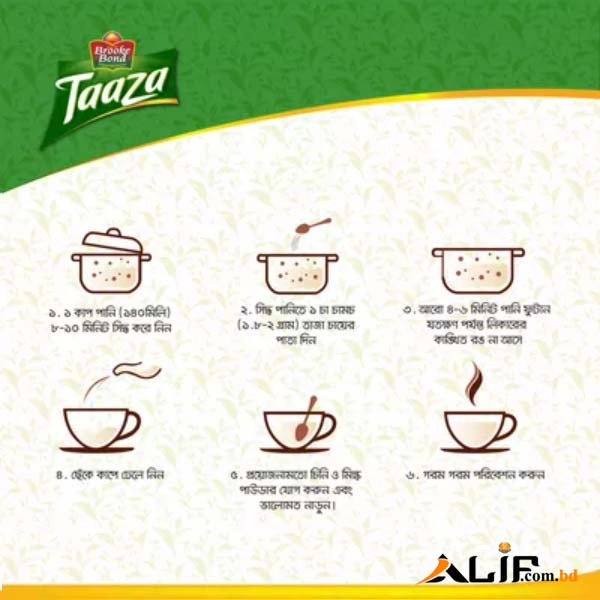 Brooke
Bond
Taaza
১. ১ কাপ পানি (১৪০মিলি)
৮-১০ মিনিট সিদ্ধ করে নিন
২. সিদ্ধ পানিতে ১ চা চামচ
(১.৮-২ গ্রাম) তাজা চায়ের
পাতা দিন
৩. আরো ৪-৬ মিনিট পানি ফুটান
যতক্ষণ পর্যন্ত লিকারের
কাঙ্খিত রঙ না আসে
৪. ছেঁকে কাপে ঢেলে নিন
৫. প্রয়োজনমতো চিনি ও মিল্ক
পাউডার যোগ করুন এবং
ভালোমত নাড়ুন।
৬. গরম গরম পরিবেশন করুন
ALIF.com.bd